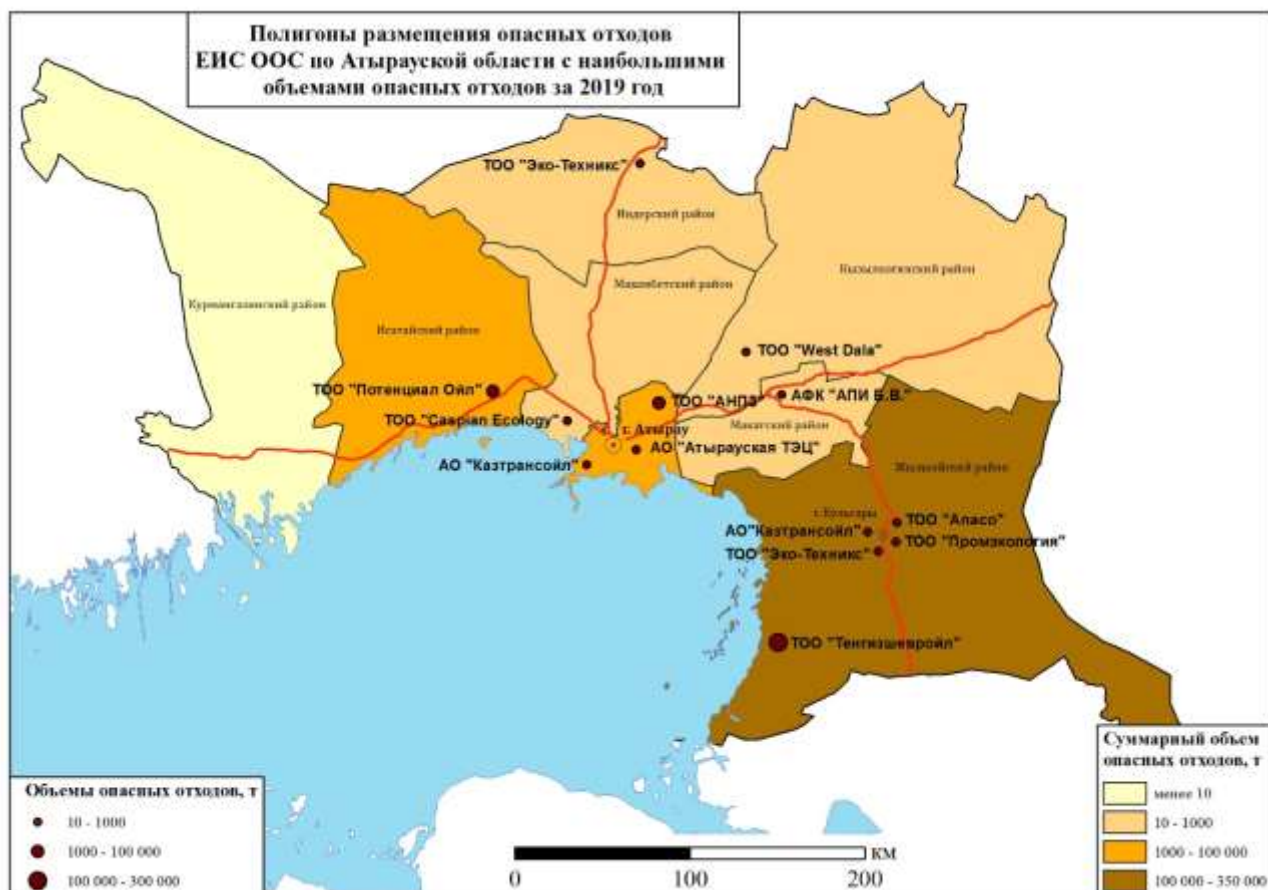 Полигоны размещения опасных отходов
ЕИС ООС по Атырауской области с наибольшими
объемами опасных отходов за 2019 год
ТОО "Эко-Техникс"
Индерский район
Кызылкогинский район
Махамбетский район
Курмангазинский район
Исатайский район
ТОО "West Dala"
ТОО "Потенциал Ойл"
ТОО "АНПЗ"
АФК "АПИ Б.В."
ТОО "Caspian Ecology"
г. Атырау
Макатский район
АО "Атырауская ТЭЦ"
АО "Казтрансойл"
Жылыойский район
г. Кульсары
ТОО "Апасо"
АО"Казтрансойл"
ТОО "Промэкология"
ТОО "Эко-Техникс"
ТОО "Тенгизшевройл"
Объемы опасных отходов, т
10 - 1000
1000 - 100 000
100 000 - 300 000
0
100
200
КМ
Суммарный объем
опасных отходов, т
менее 10
10 - 1000
1000 - 100 000
100 000 - 350 000